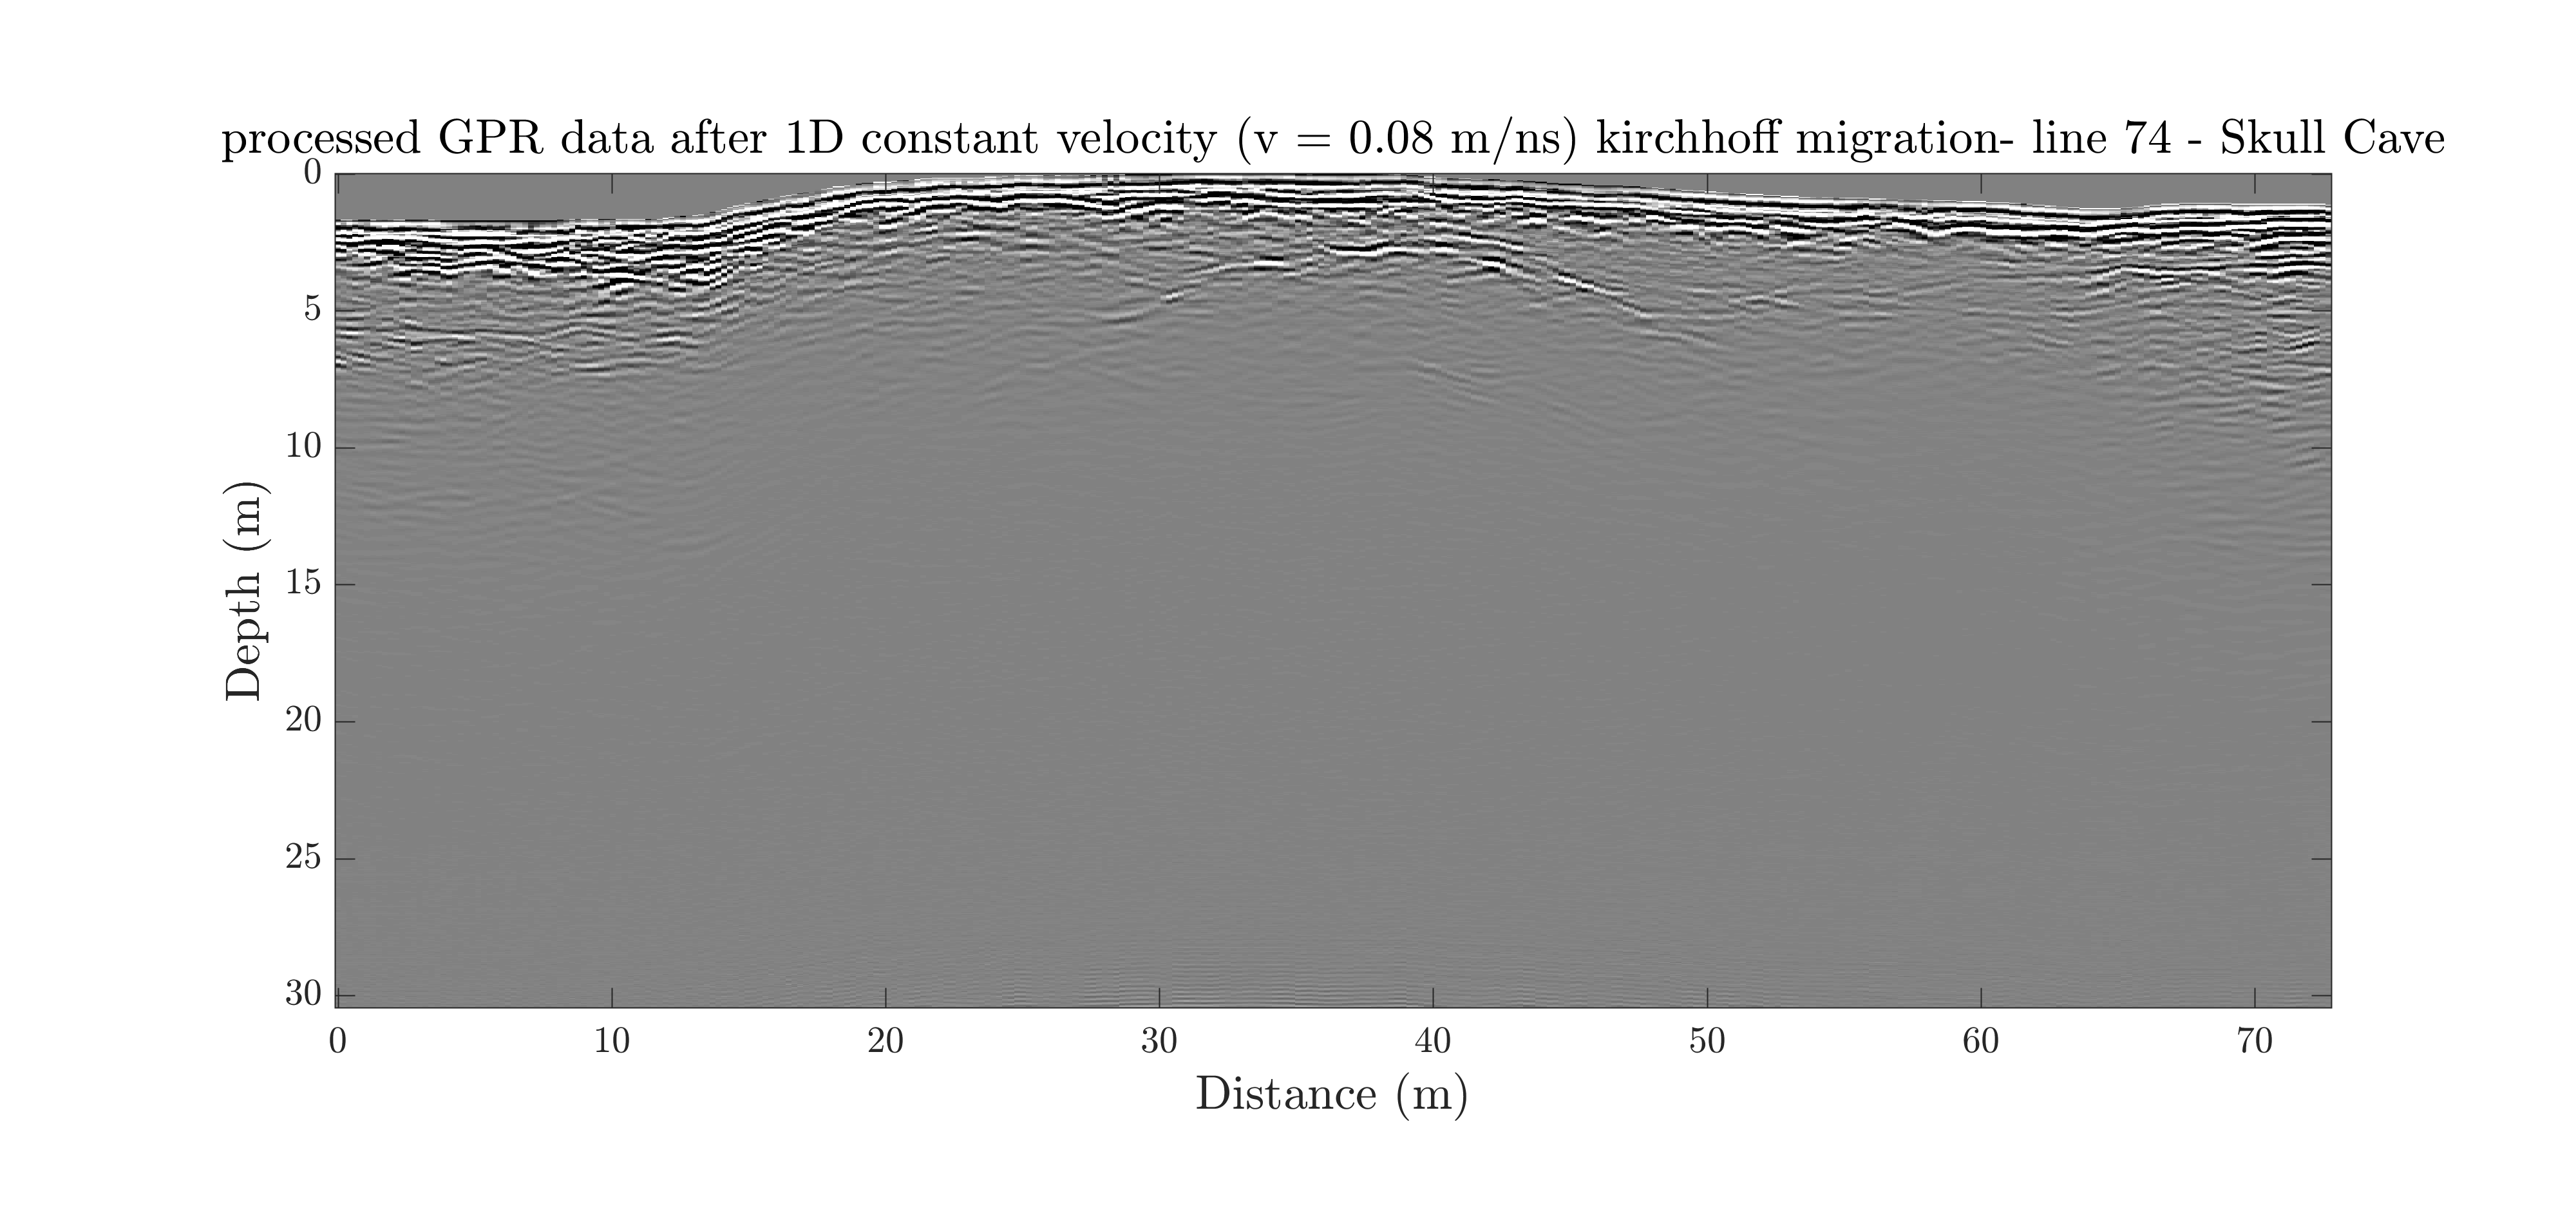 processed GPR data after 1D constant velocity (v = 0.08 m/ns) kirchhoff migration- line 74 - Skull Cave
0
5
10
15
20
25
30
Depth (m)
0 10 20 30 40 50 60 70
Distance (m)